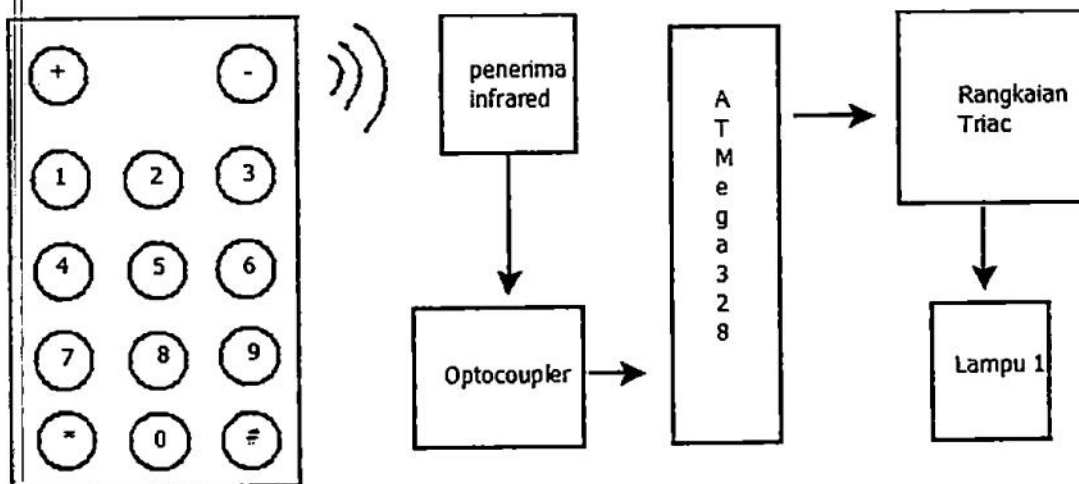 + -
1 2 3
4 5 6
7 8 9
* 0 #
penerima
infrared
Optocoupler
A
T
M
e
g
a
3
2
8
Rangkaian
Triac
Lampu 1